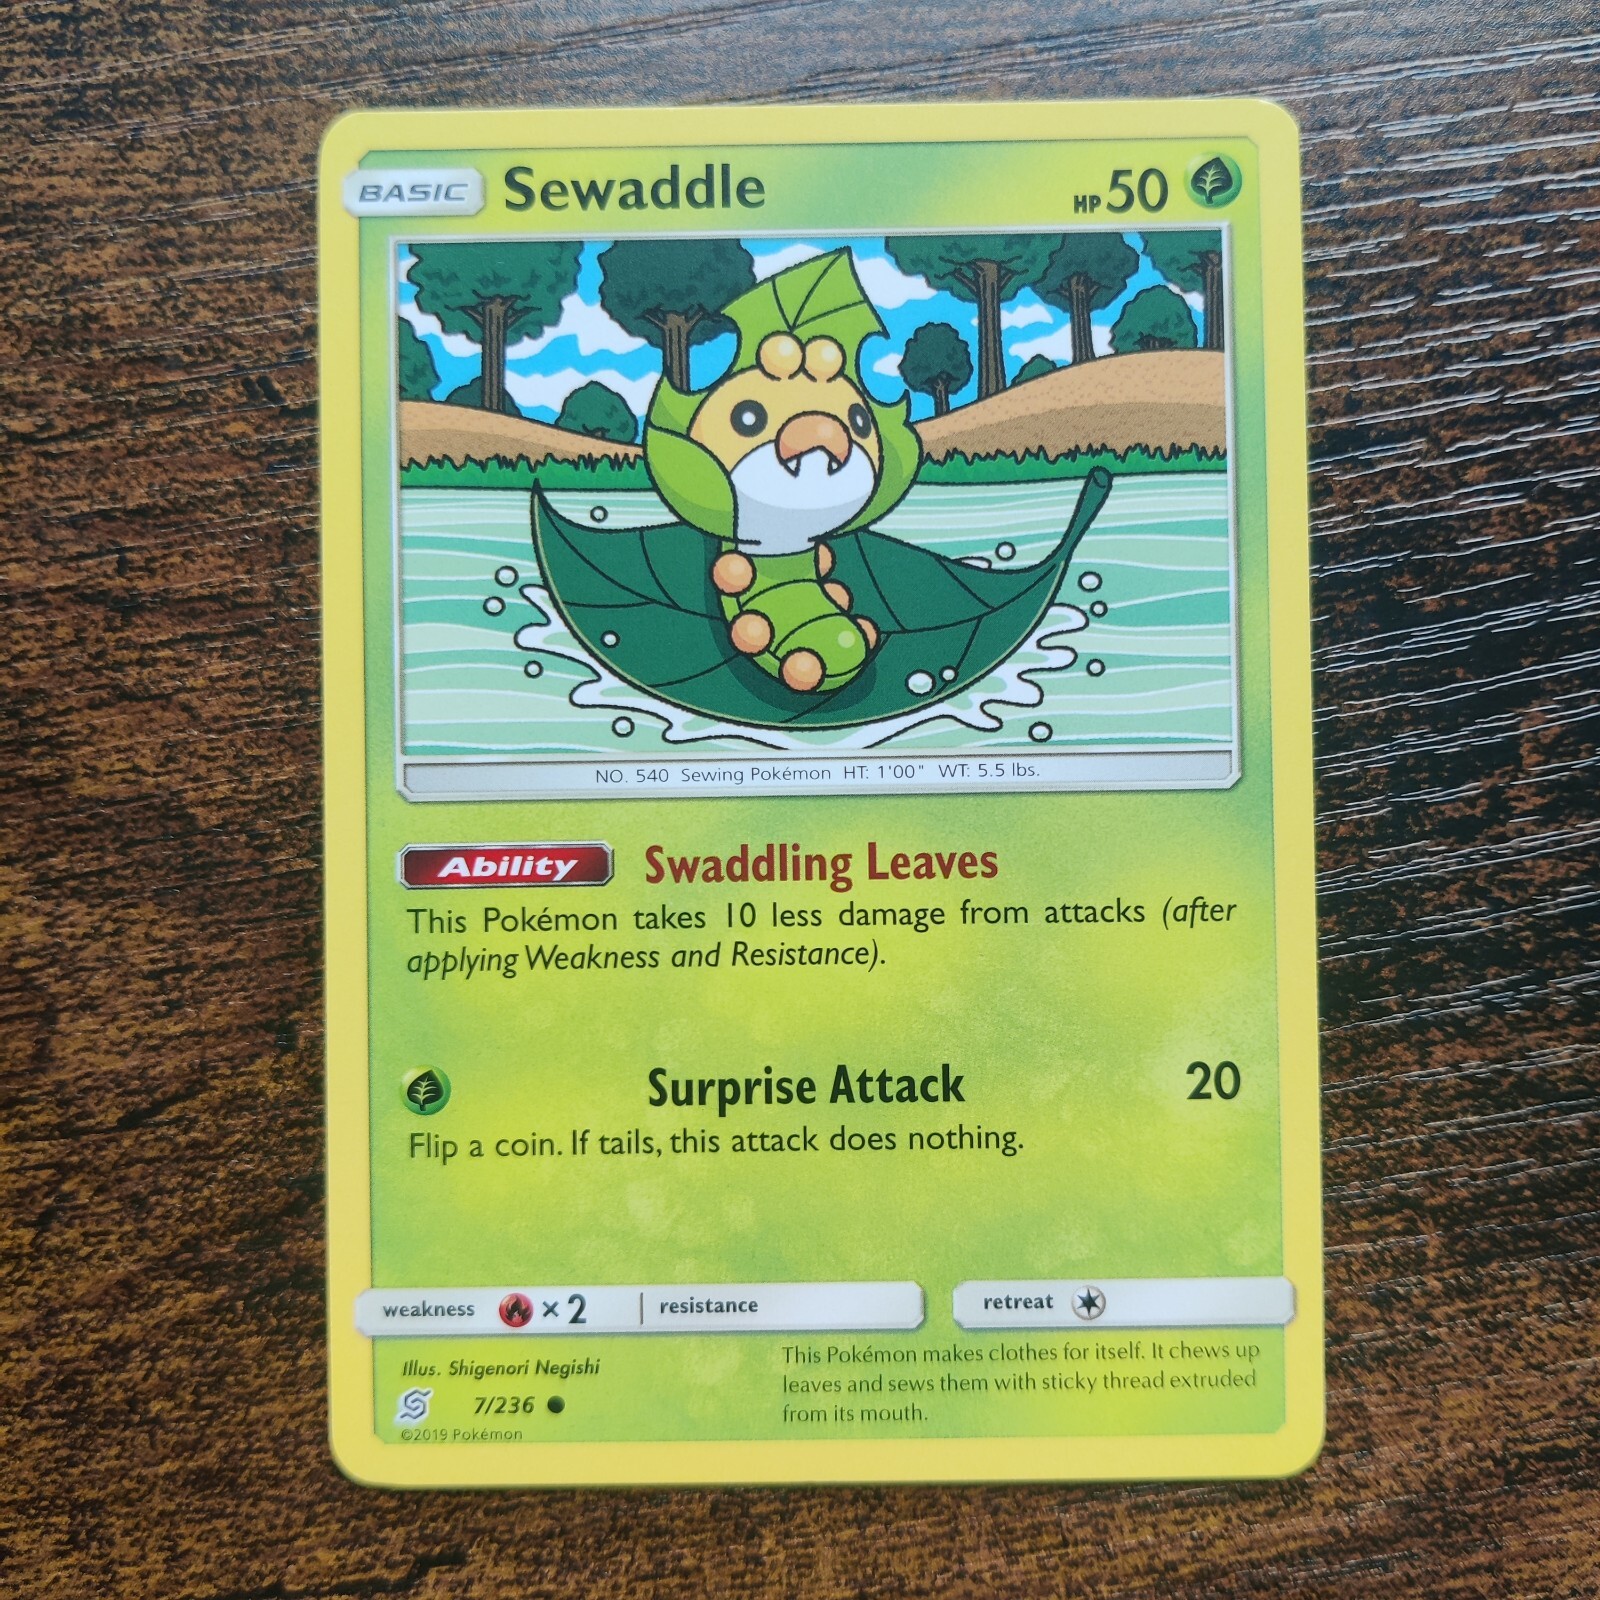 BASIC Sewaddle HP 50
NO. 540 Sewing Pokémon HT: 1'00" WT: 5.5 lbs.
Ability Swaddling Leaves
This Pokémon takes 10 less damage from attacks (after
applying Weakness and Resistance).
Surprise Attack 20
Flip a coin. If tails, this attack does nothing.
weakness × 2 resistance retreat
Illus. Shigenori Negishi
7/236
©2019 Pokémon
This Pokémon makes clothes for itself. It chews up
leaves and sews them with sticky thread extruded
from its mouth.